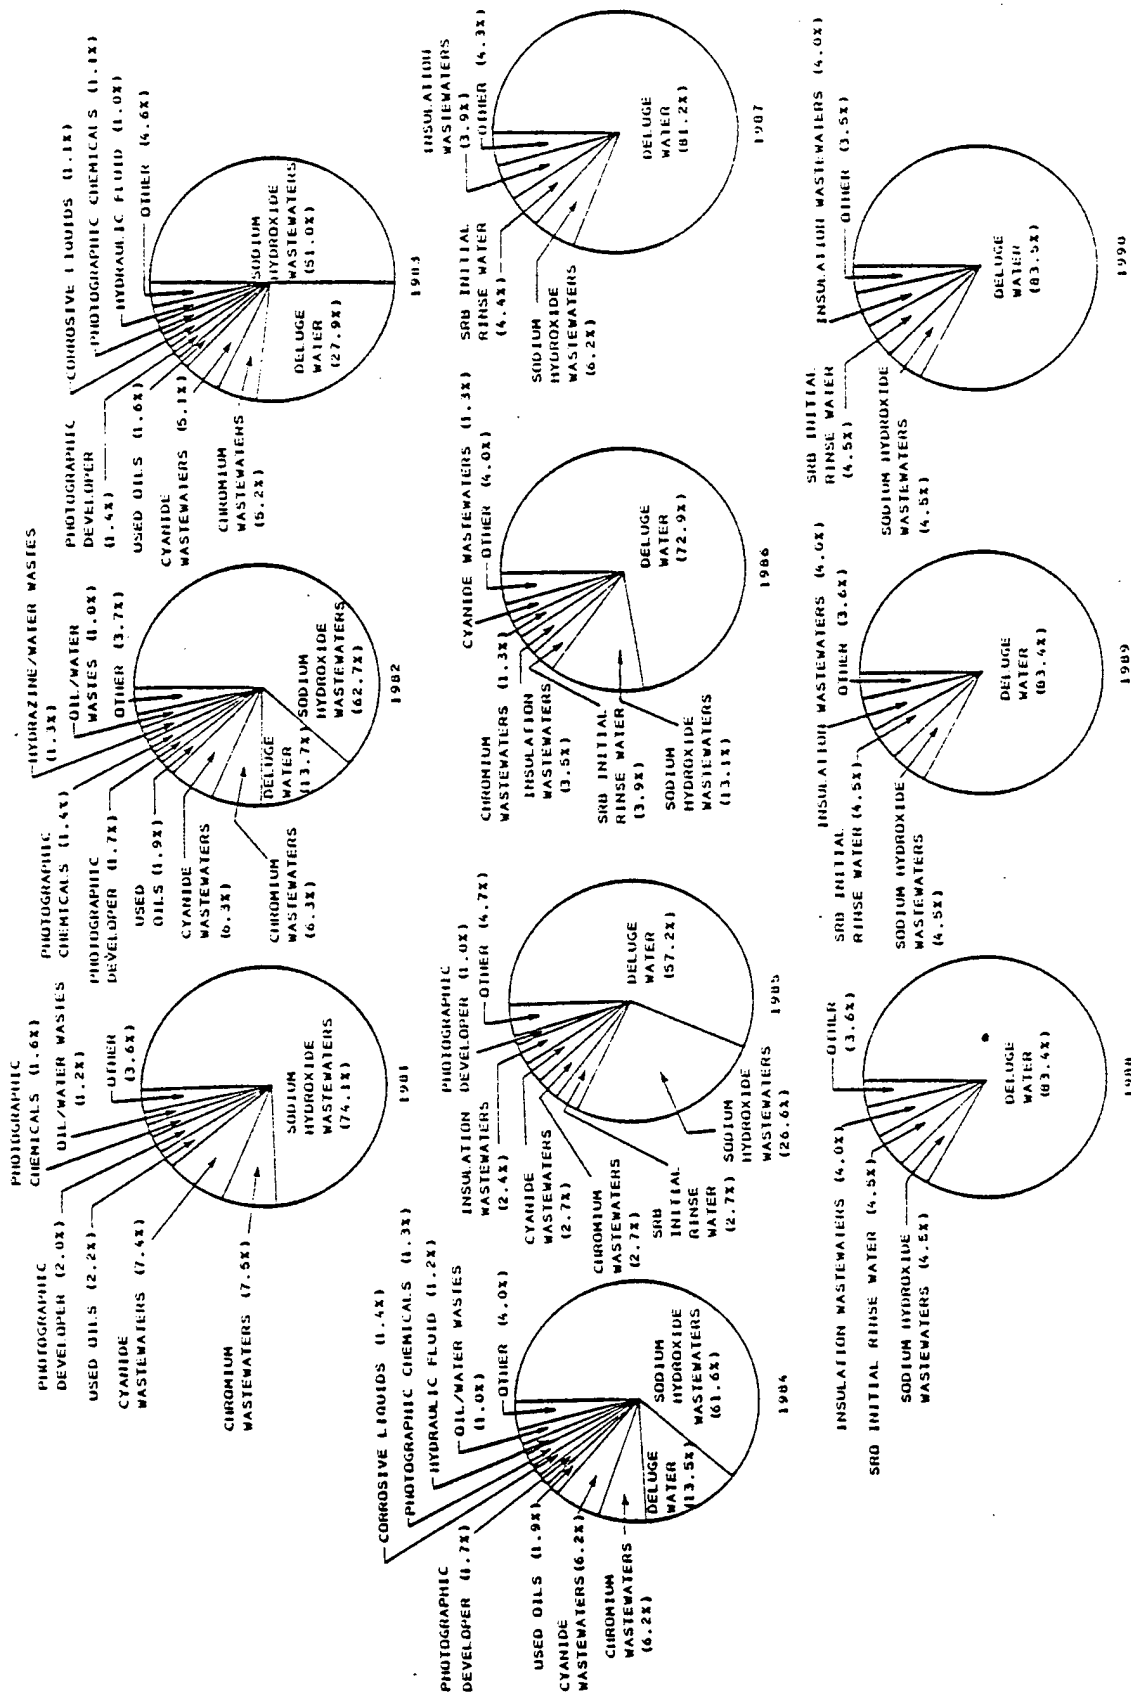 PHOTOGRAPHIC
CHEMICALS (1.6%)
OIL/WATER WASTES
(1.2%)
OTHER
(3.6%)
PHOTOGRAPHIC
DEVELOPER (2.0%)
USED OILS (2.2%)
CYANIDE
WASTEWATERS (7.4%)
CHROMIUM
WASTEWATERS (7.5%)
SODIUM
HYDROXIDE
WASTEWATERS
(74.1%)
1981
HYDRAZINE/WATER WASTES
(1.3%)
OIL/WATER
WASTES (1.0%)
OTHER (3.7%)
PHOTOGRAPHIC
CHEMICALS (1.4%)
PHOTOGRAPHIC
DEVELOPER (1.7%)
USED
OILS (1.9%)
CYANIDE
WASTEWATERS
(6.3%)
CHROMIUM
WASTEWATERS
(6.3%)
DELUGE
WATER
(13.7%)
SODIUM
HYDROXIDE
WASTEWATERS
(62.7%)
1982
CORROSIVE LIQUIDS (1.1%)
PHOTOGRAPHIC CHEMICALS (1.1%)
HYDRAULIC FLUID (1.0%)
OTHER (4.6%)
PHOTOGRAPHIC
DEVELOPER
(1.4%)
USED OILS (1.6%)
CYANIDE
WASTEWATERS (5.1%)
CHROMIUM
WASTEWATERS
(5.2%)
DELUGE
WATER
(27.9%)
SODIUM
HYDROXIDE
WASTEWATERS
(51.0%)
1983
CORROSIVE LIQUIDS (1.4%)
PHOTOGRAPHIC CHEMICALS (1.3%)
HYDRAULIC FLUID (1.2%)
OIL/WATER WASTES
(1.0%)
OTHER (4.0%)
PHOTOGRAPHIC
DEVELOPER (1.7%)
USED OILS (1.9%)
CYANIDE
WASTEWATERS (6.2%)
CHROMIUM
WASTEWATERS
(6.2%)
DELUGE
WATER
(13.5%)
SODIUM
HYDROXIDE
WASTEWATERS
(61.6%)
1984
PHOTOGRAPHIC
DEVELOPER (1.0%)
OTHER (4.7%)
INSULATION
WASTEWATERS
(2.4%)
CYANIDE
WASTEWATERS
(2.7%)
CHROMIUM
WASTEWATERS
(2.7%)
SRB
INITIAL
RINSE
WATER
(2.7%)
SODIUM
HYDROXIDE
WASTEWATERS
(26.6%)
DELUGE
WATER
(57.2%)
1985
CYANIDE WASTEWATERS (1.3%)
OTHER (4.0%)
CHROMIUM
WASTEWATERS (1.3%)
INSULATION
WASTEWATERS
(3.5%)
SRB INITIAL
RINSE WATER
(3.9%)
SODIUM
HYDROXIDE
WASTEWATERS
(13.1%)
DELUGE
WATER
(72.9%)
1986
INSULATION
WASTEWATERS
(3.9%)
OTHER (4.3%)
SRB INITIAL
RINSE WATER
(4.4%)
SODIUM
HYDROXIDE
WASTEWATERS
(6.2%)
DELUGE
WATER
(81.2%)
1987
OTHER
(3.6%)
INSULATION WASTEWATERS (4.0%)
SRB INITIAL RINSE WATER (4.5%)
SODIUM HYDROXIDE
WASTEWATERS (4.5%)
DELUGE
WATER
(83.4%)
1988
INSULATION WASTEWATERS (4.0%)
OTHER (3.6%)
SRB INITIAL
RINSE WATER (4.5%)
SODIUM HYDROXIDE
WASTEWATERS
(4.5%)
DELUGE
WATER
(83.4%)
1989
INSULATION WASTEWATERS (4.0%)
OTHER (3.5%)
SRB INITIAL
RINSE WATER
(4.5%)
SODIUM HYDROXIDE
WASTEWATERS
(4.5%)
DELUGE
WATER
(83.5%)
1990